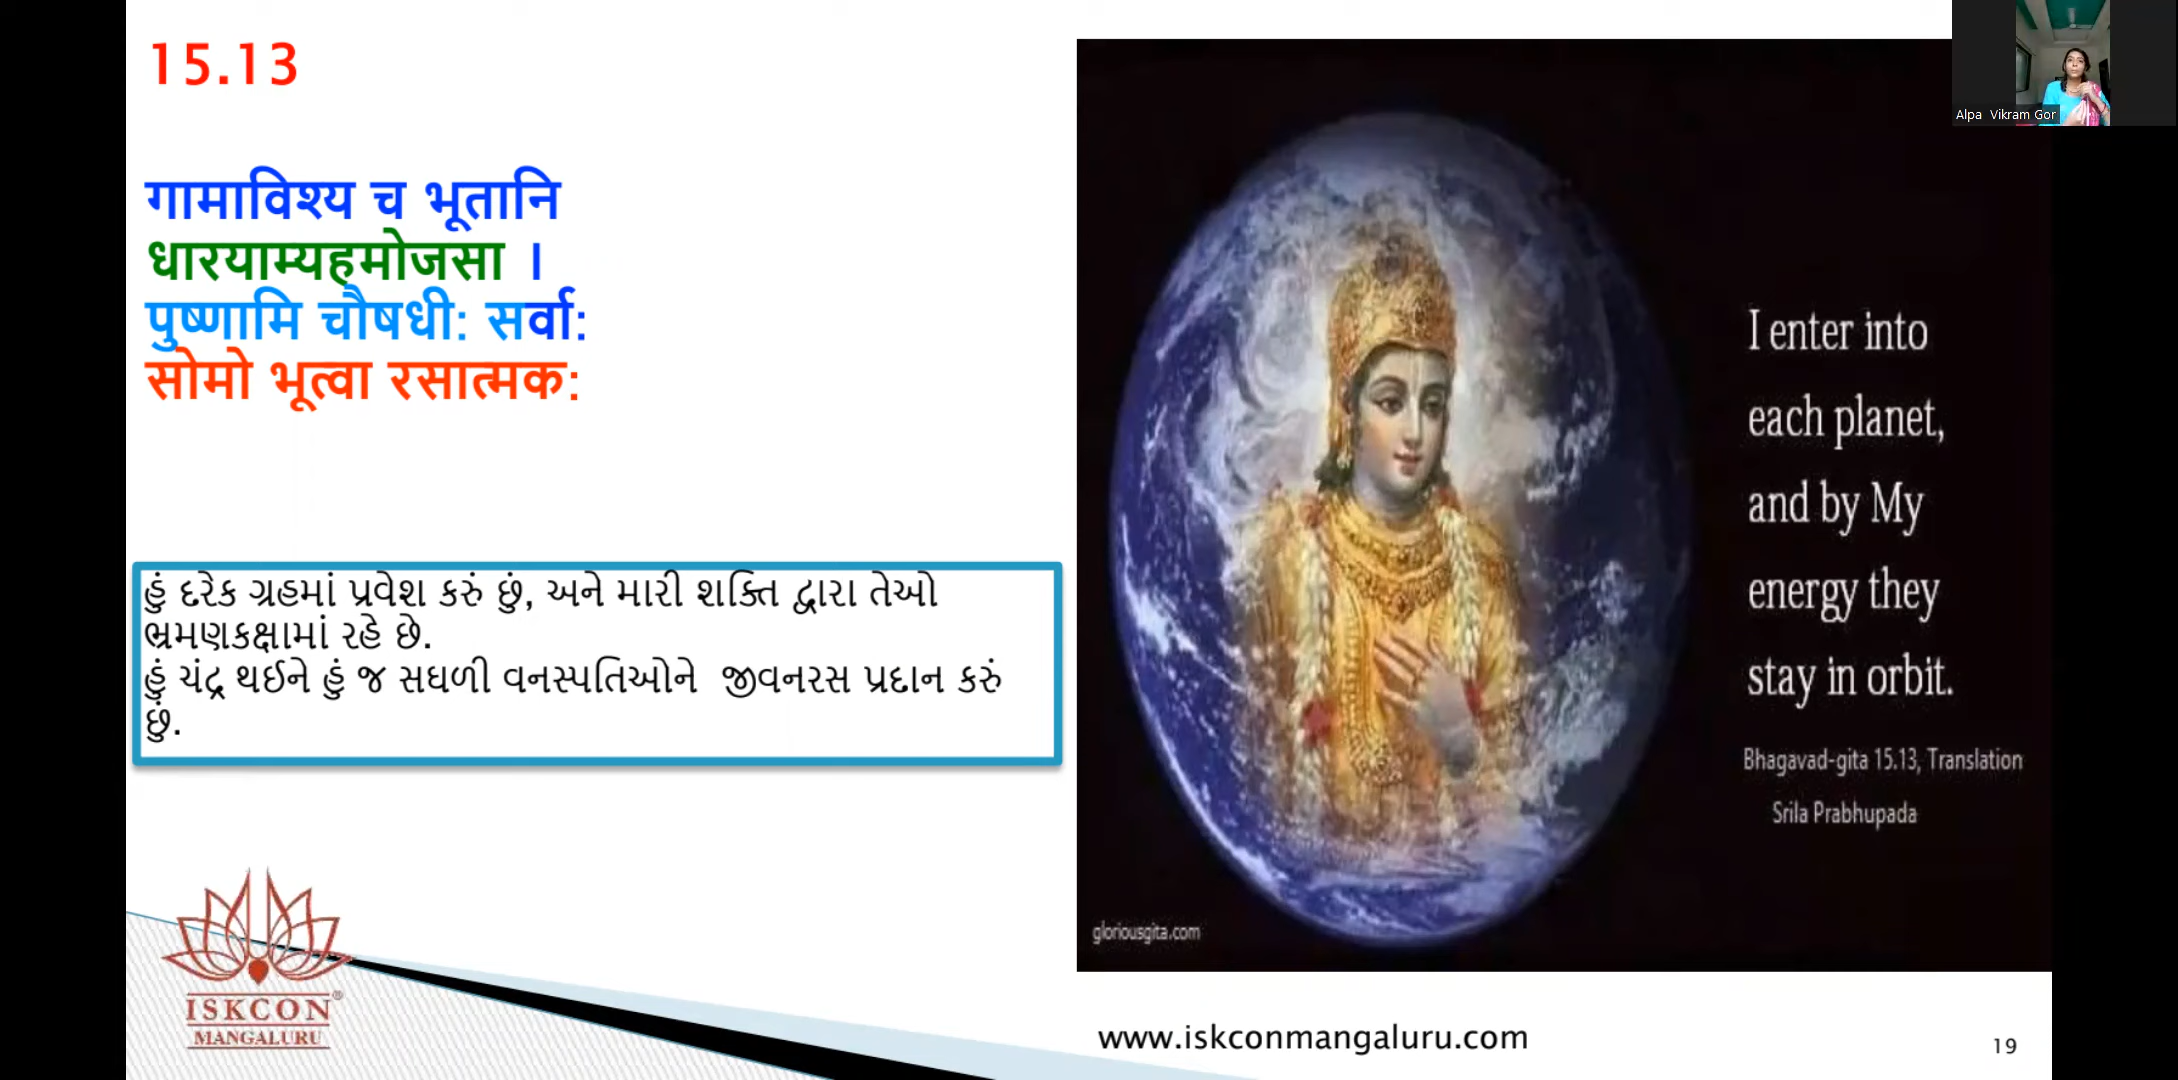 15.13
गामाविश्य च भूतानि
धारयाम्यहमोजसा ।
पुष्णामि चौषधी: सर्वा:
सोमो भूत्वा रसात्मक:
હું દરેક ગ્રહમાં પ્રવેશ કરું છું, અને મારી શક્તિ દ્વારા તેઓ
ભ્રમણકક્ષામાં રહે છે.
હું ચંદ્ર થઈને હું જ સઘળી વનસ્પતિઓને જીવનરસ પ્રદાન કરું
છું.
I enter into
each planet,
and by My
energy they
stay in orbit.
Bhagavad-gita 15.13, Translation
Srila Prabhupada
gloriousgita.com
Alpa Vikram Gor
ISKCON®
MANGALURU
www.iskconmangaluru.com
19